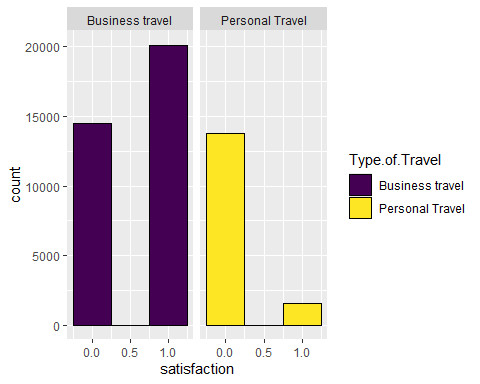 Business travel
Personal Travel
20000
15000
10000
5000
0
count
0.0 0.5 1.0
0.0 0.5 1.0
satisfaction
Type.of.Travel
Business travel
Personal Travel